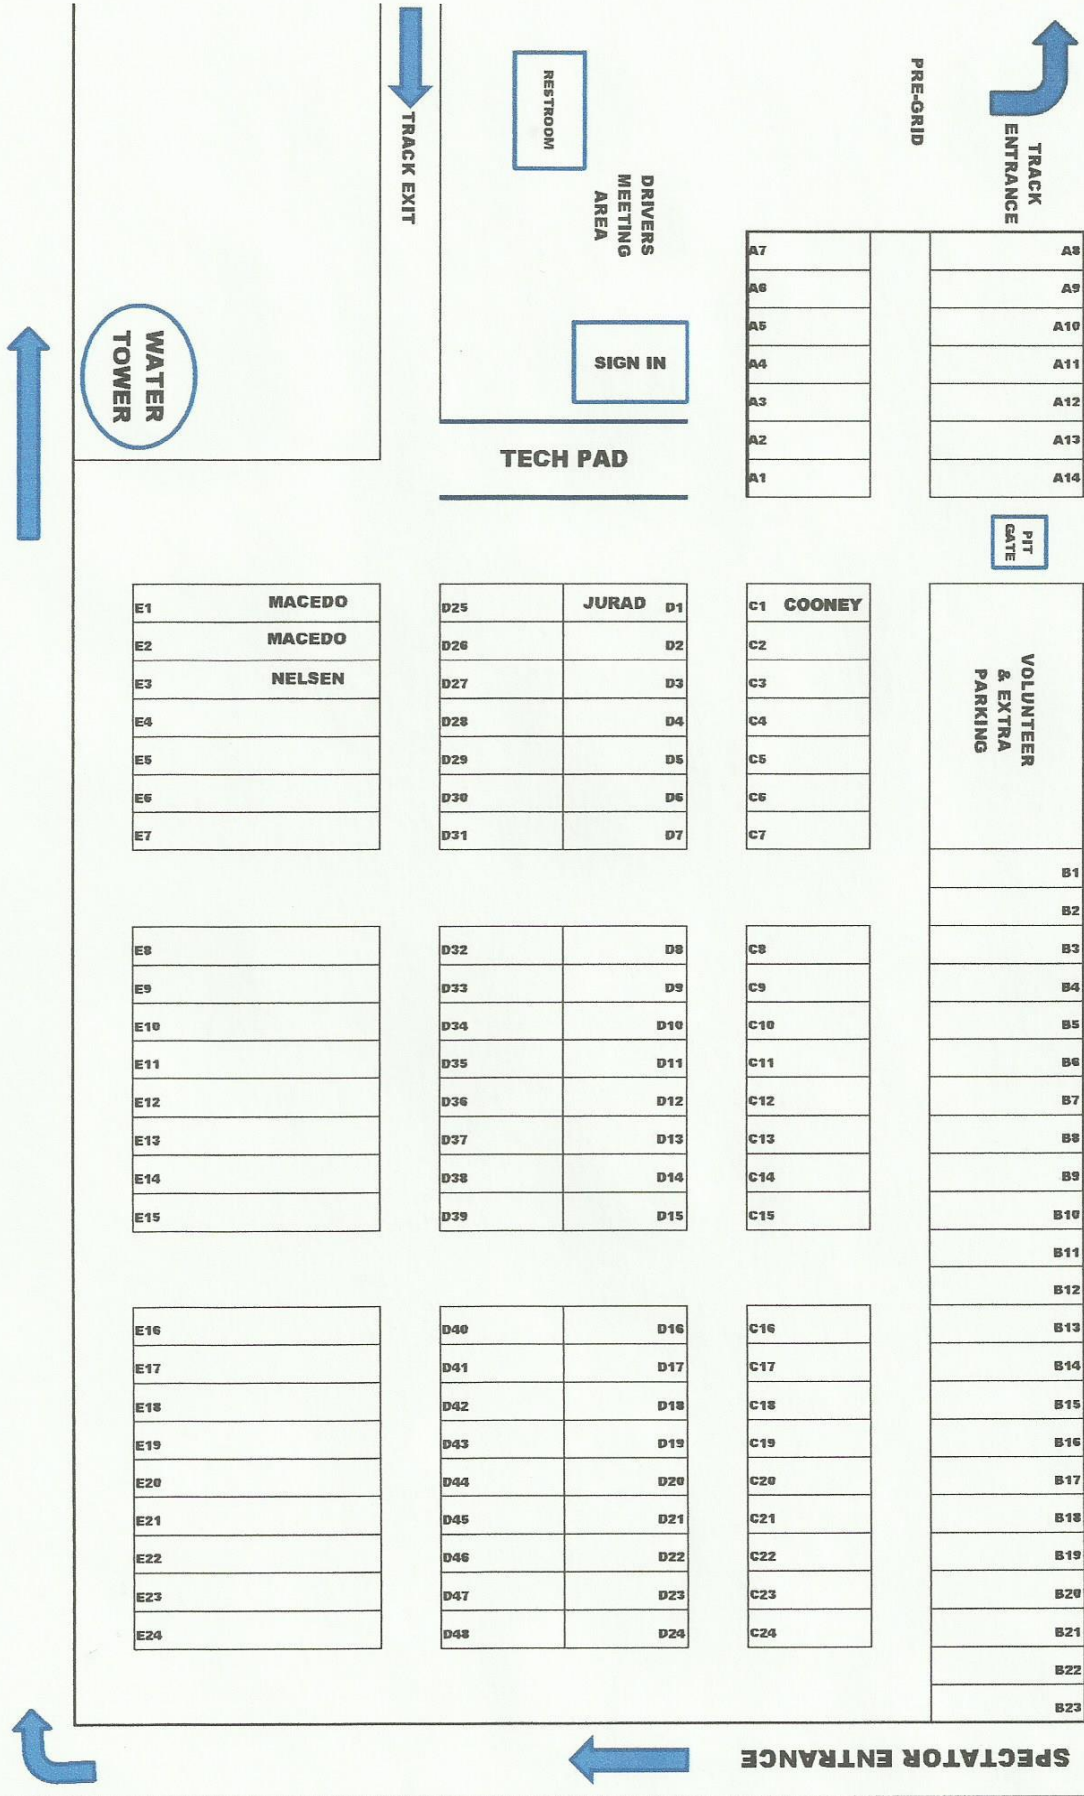 TRACK EXIT
RESTROOM
DRIVERS
MEETING
AREA
PRE-GRID
TRACK
ENTRANCE
WATER
TOWER
SIGN IN
TECH PAD
A7
A6
A5
A4
A3
A2
A1
A8
A9
A10
A11
A12
A13
A14
PIT
GATE
VOLUNTEER
& EXTRA
PARKING
E1 MACEDO
E2 MACEDO
E3 NELSEN
E4
E5
E6
E7
E8
E9
E10
E11
E12
E13
E14
E15
E16
E17
E18
E19
E20
E21
E22
E23
E24
D25
D26
D27
D28
D29
D30
D31
D32
D33
D34
D35
D36
D37
D38
D39
D40
D41
D42
D43
D44
D45
D46
D47
D48
JURAD D1
D2
D3
D4
D5
D6
D7
D8
D9
D10
D11
D12
D13
D14
D15
D16
D17
D18
D19
D20
D21
D22
D23
D24
C1 COONEY
C2
C3
C4
C5
C6
C7
C8
C9
C10
C11
C12
C13
C14
C15
C16
C17
C18
C19
C20
C21
C22
C23
C24
B1
B2
B3
B4
B5
B6
B7
B8
B9
B10
B11
B12
B13
B14
B15
B16
B17
B18
B19
B20
B21
B22
B23
SPECTATOR ENTRANCE